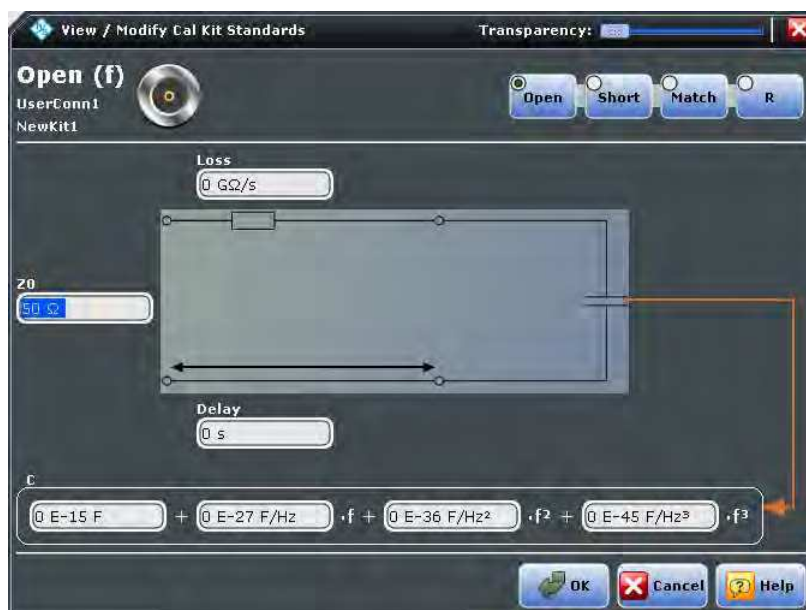 View / Modify Cal Kit Standards Transparency:
Open (f)
UserConn1
NewKit1
Open Short Match R
Loss
0 GΩ/s
Z0
50 Ω
Delay
0 s
C
0 E-15 F + 0 E-27 F/Hz ·f + 0 E-36 F/Hz² ·f² + 0 E-45 F/Hz³ ·f³
OK Cancel Help